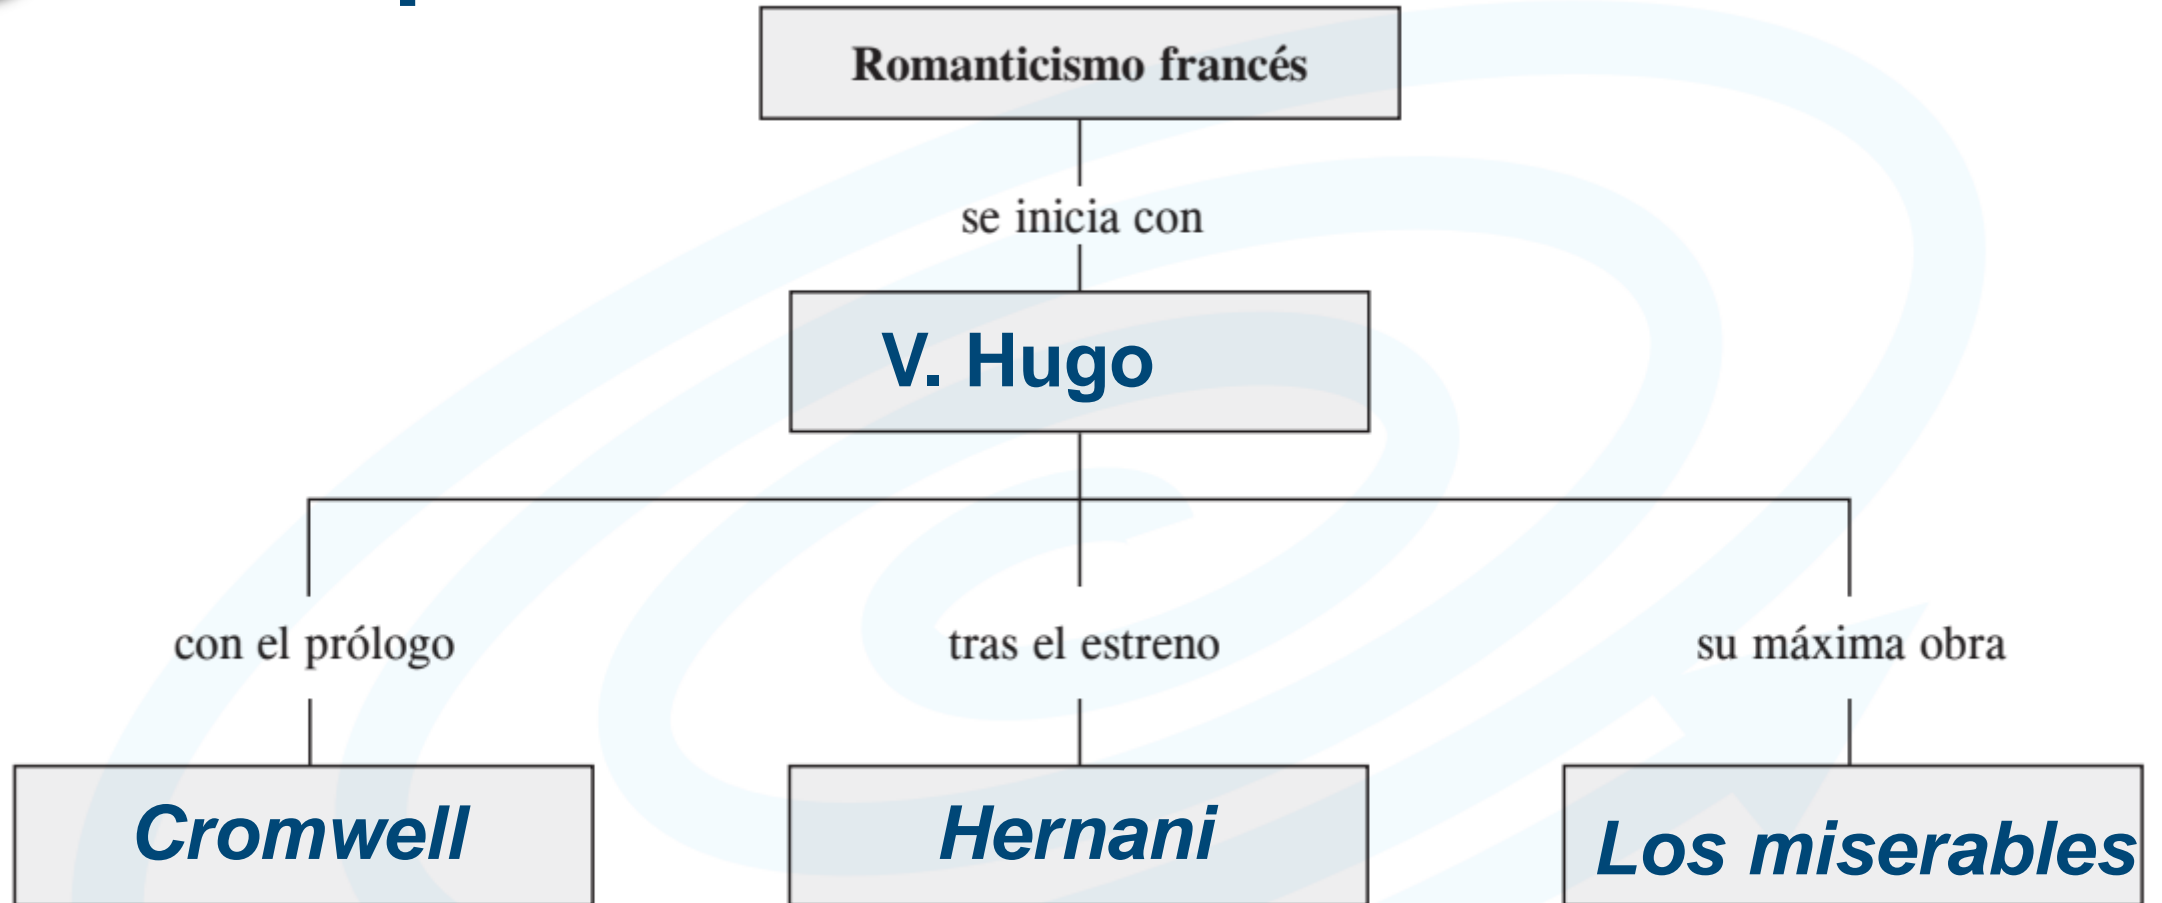 Romanticismo francés
se inicia con
V. Hugo
con el prólogo
tras el estreno
su máxima obra
Cromwell
Hernani
Los miserables